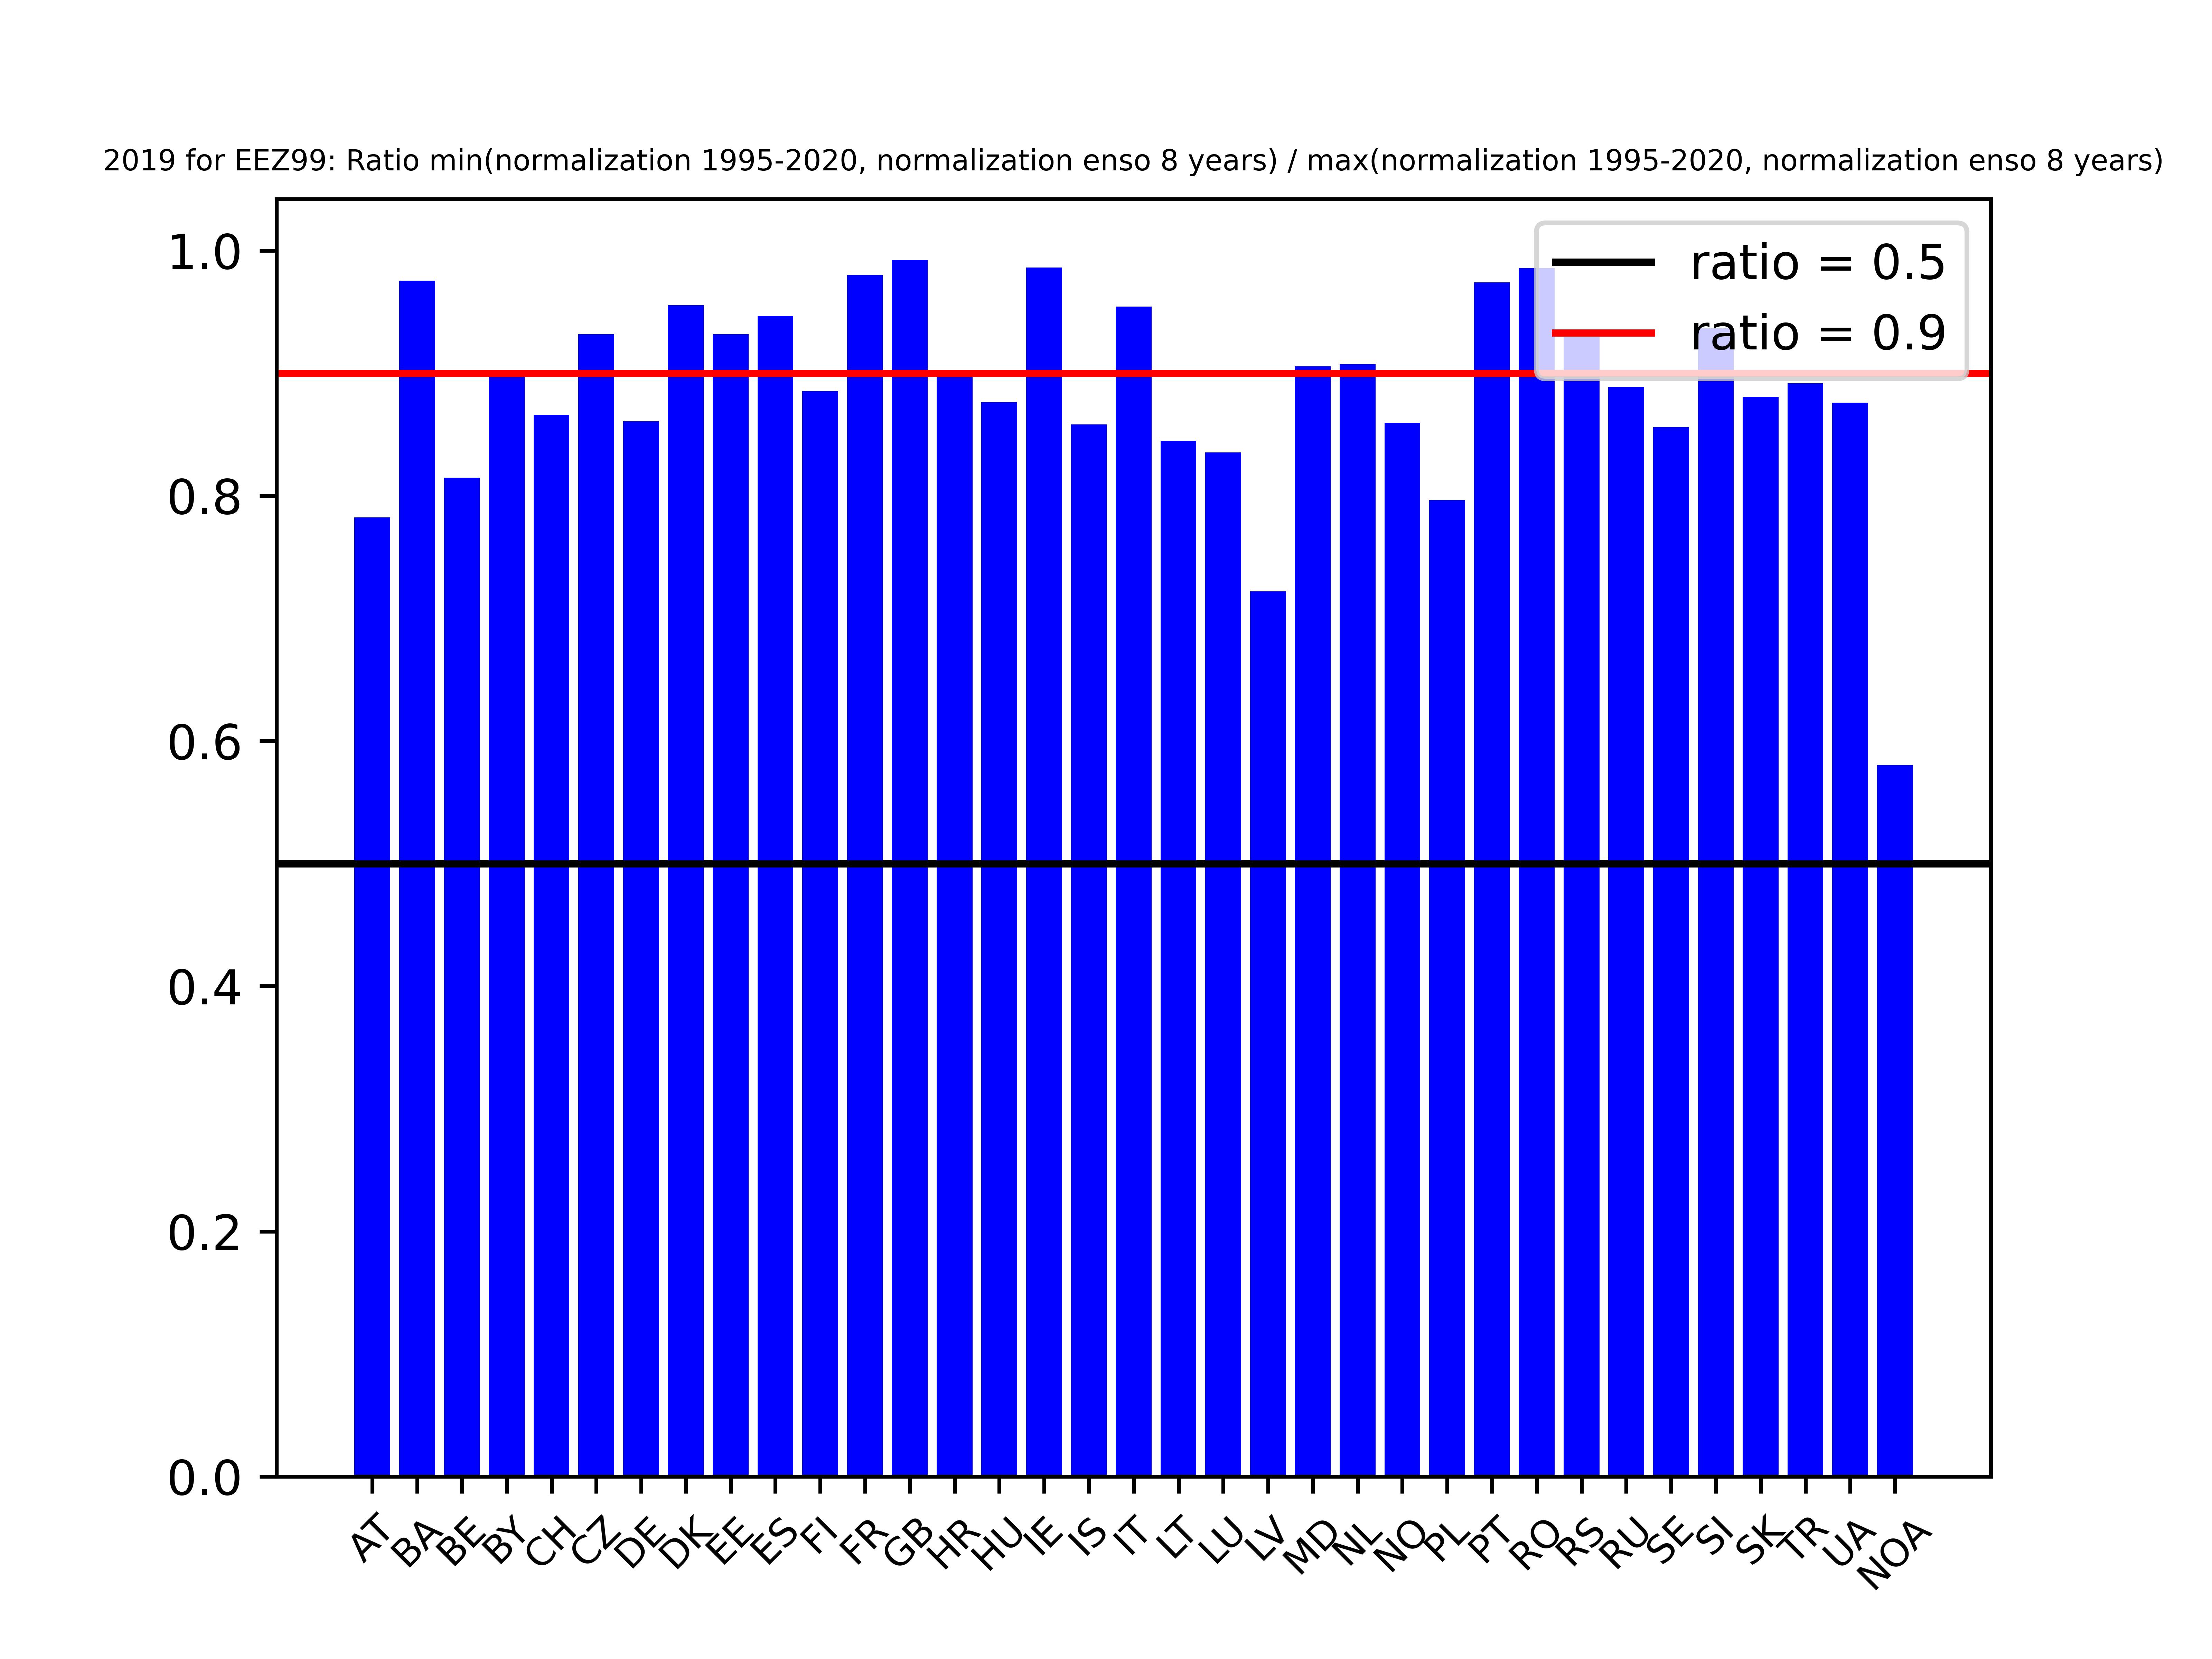 2019 for EEZ99: Ratio min(normalization 1995-2020, normalization enso 8 years) / max(normalization 1995-2020, normalization enso 8 years)
1.0
0.8
0.6
0.4
0.2
0.0
ratio = 0.5
ratio = 0.9
AT BA BE BY CH CZ DE DK EE ES FI FR GB HR HU IE IS IT LT LU LV MD NL NO PL PT RO RS RU SE SI SK TR UA NOA